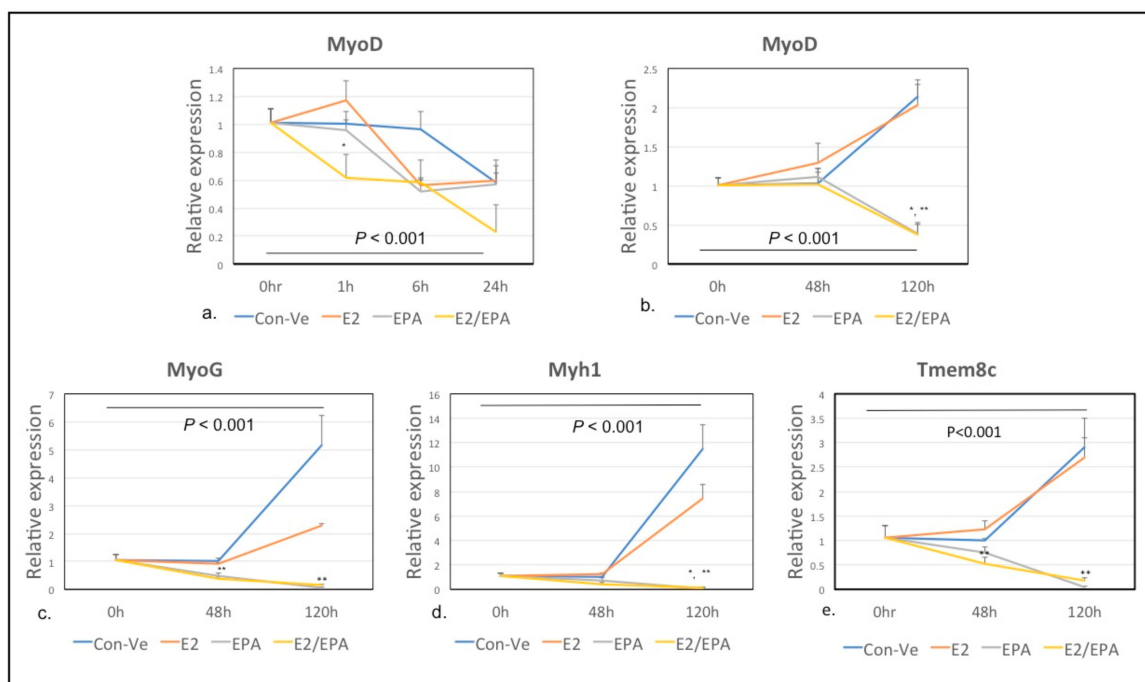 MyoD
Relative expression
1.4
1.2
1
0.8
0.6
0.4
0.2
0
*
P < 0.001
0hr 1h 6h 24h
a.
Con-Ve E2 EPA E2/EPA
MyoD
Relative expression
2.5
2
1.5
1
0.5
0
*, **
P < 0.001
0h 48h 120h
b.
Con-Ve E2 EPA E2/EPA
MyoG
Relative expression
7
6
5
4
3
2
1
0
P < 0.001
**
**
0h 48h 120h
c.
Con-Ve E2 EPA E2/EPA
Myh1
Relative expression
16
14
12
10
8
6
4
2
0
P < 0.001
*, **
0h 48h 120h
d.
Con-Ve E2 EPA E2/EPA
Tmem8c
Relative expression
4
3.5
3
2.5
2
1.5
1
0.5
0
P<0.001
**
**
0hr 48h 120h
e.
Con-Ve E2 EPA E2/EPA